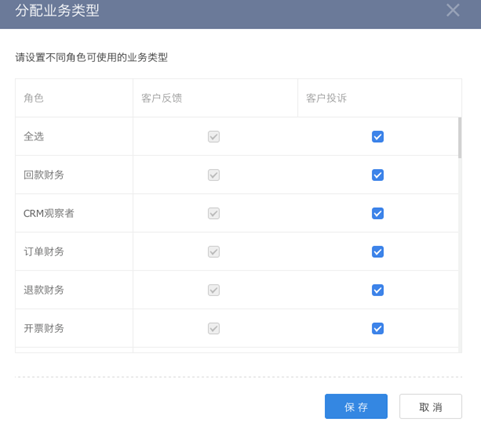 分配业务类型
请设置不同角色可使用的业务类型
角色 客户反馈 客户投诉
全选
回款财务
CRM观察者
订单财务
退款财务
开票财务
保存 取消